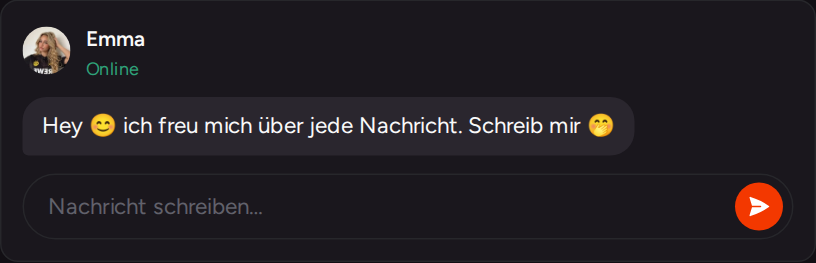 Emma
Online
Hey 😊 ich freu mich über jede Nachricht. Schreib mir 🤭
Nachricht schreiben...